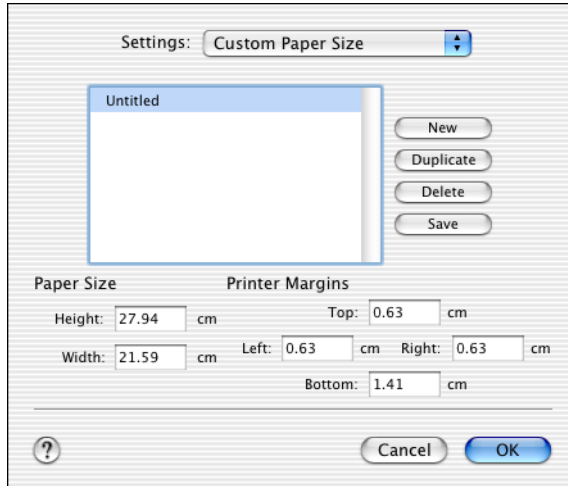 Settings: Custom Paper Size
Untitled
New
Duplicate
Delete
Save
Paper Size Printer Margins
Height: 27.94 cm Top: 0.63 cm
Width: 21.59 cm Left: 0.63 cm Right: 0.63 cm
Bottom: 1.41 cm
? Cancel OK